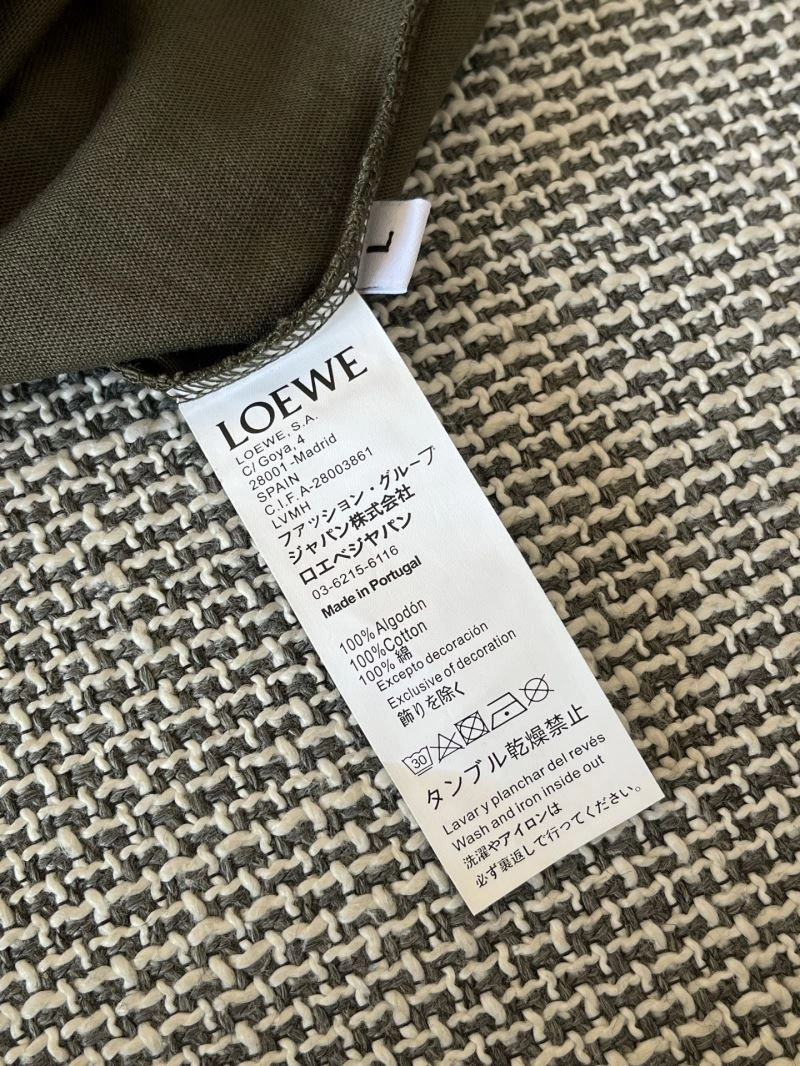 L
LOEWE
LOEWE, S.A.
C/ Goya, 4
28001 -Madrid
SPAIN
C.I.F.A-28003861
LVMH
ファッション・グループ
ジャパン株式会社
ロエベジャパン
03-6215-6116
Made in Portugal
100% Algodón
100%Cotton
100% 綿
Excepto decoración
Exclusive of decoration
飾りを除く
30
タンブル乾燥禁止
Lavar y planchar del revés
Wash and iron inside out
洗濯やアイロンは
必ず裏返しで行ってください。